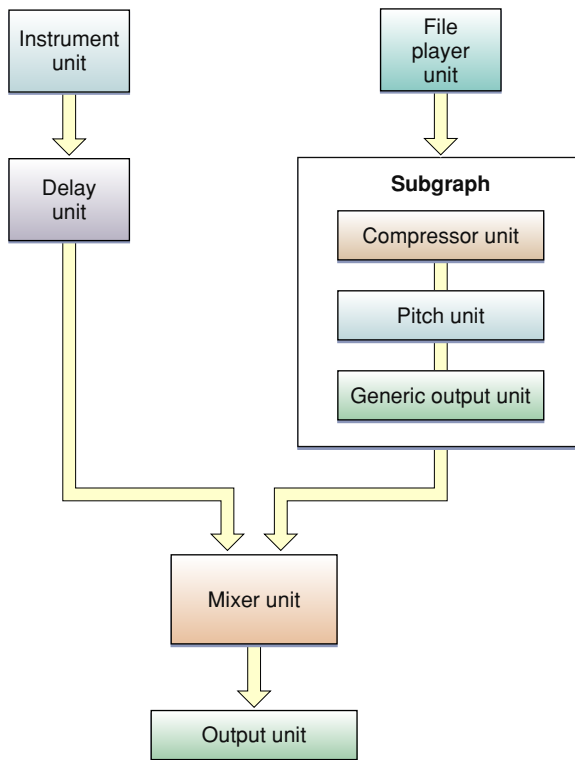 Instrument
unit
File
player
unit
Delay
unit
Subgraph
Compressor unit
Pitch unit
Generic output unit
Mixer unit
Output unit